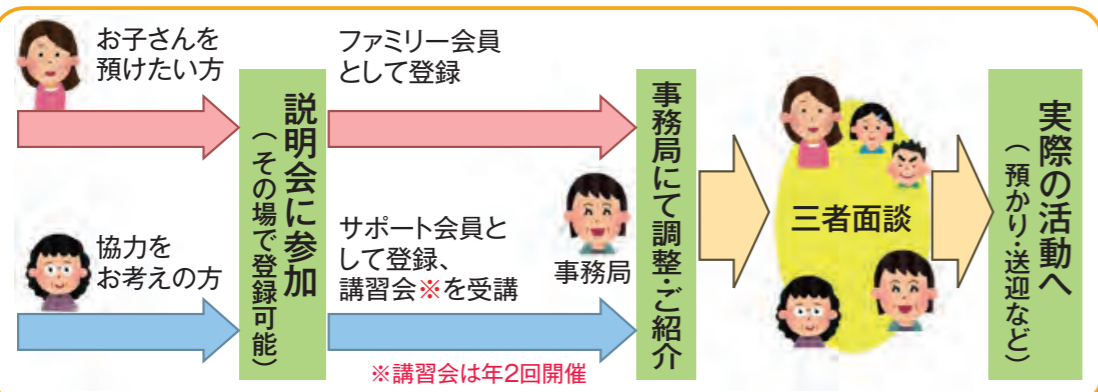 お子さんを
預けたい方
協力を
お考えの方
説明会に参加
（その場で登録可能）
ファミリー会員
として登録
サポート会員と
して登録、
講習会※を受講
※講習会は年2回開催
事務局
事務局にて調整・ご紹介
三者面談
実際の活動へ
（預かり・送迎など）